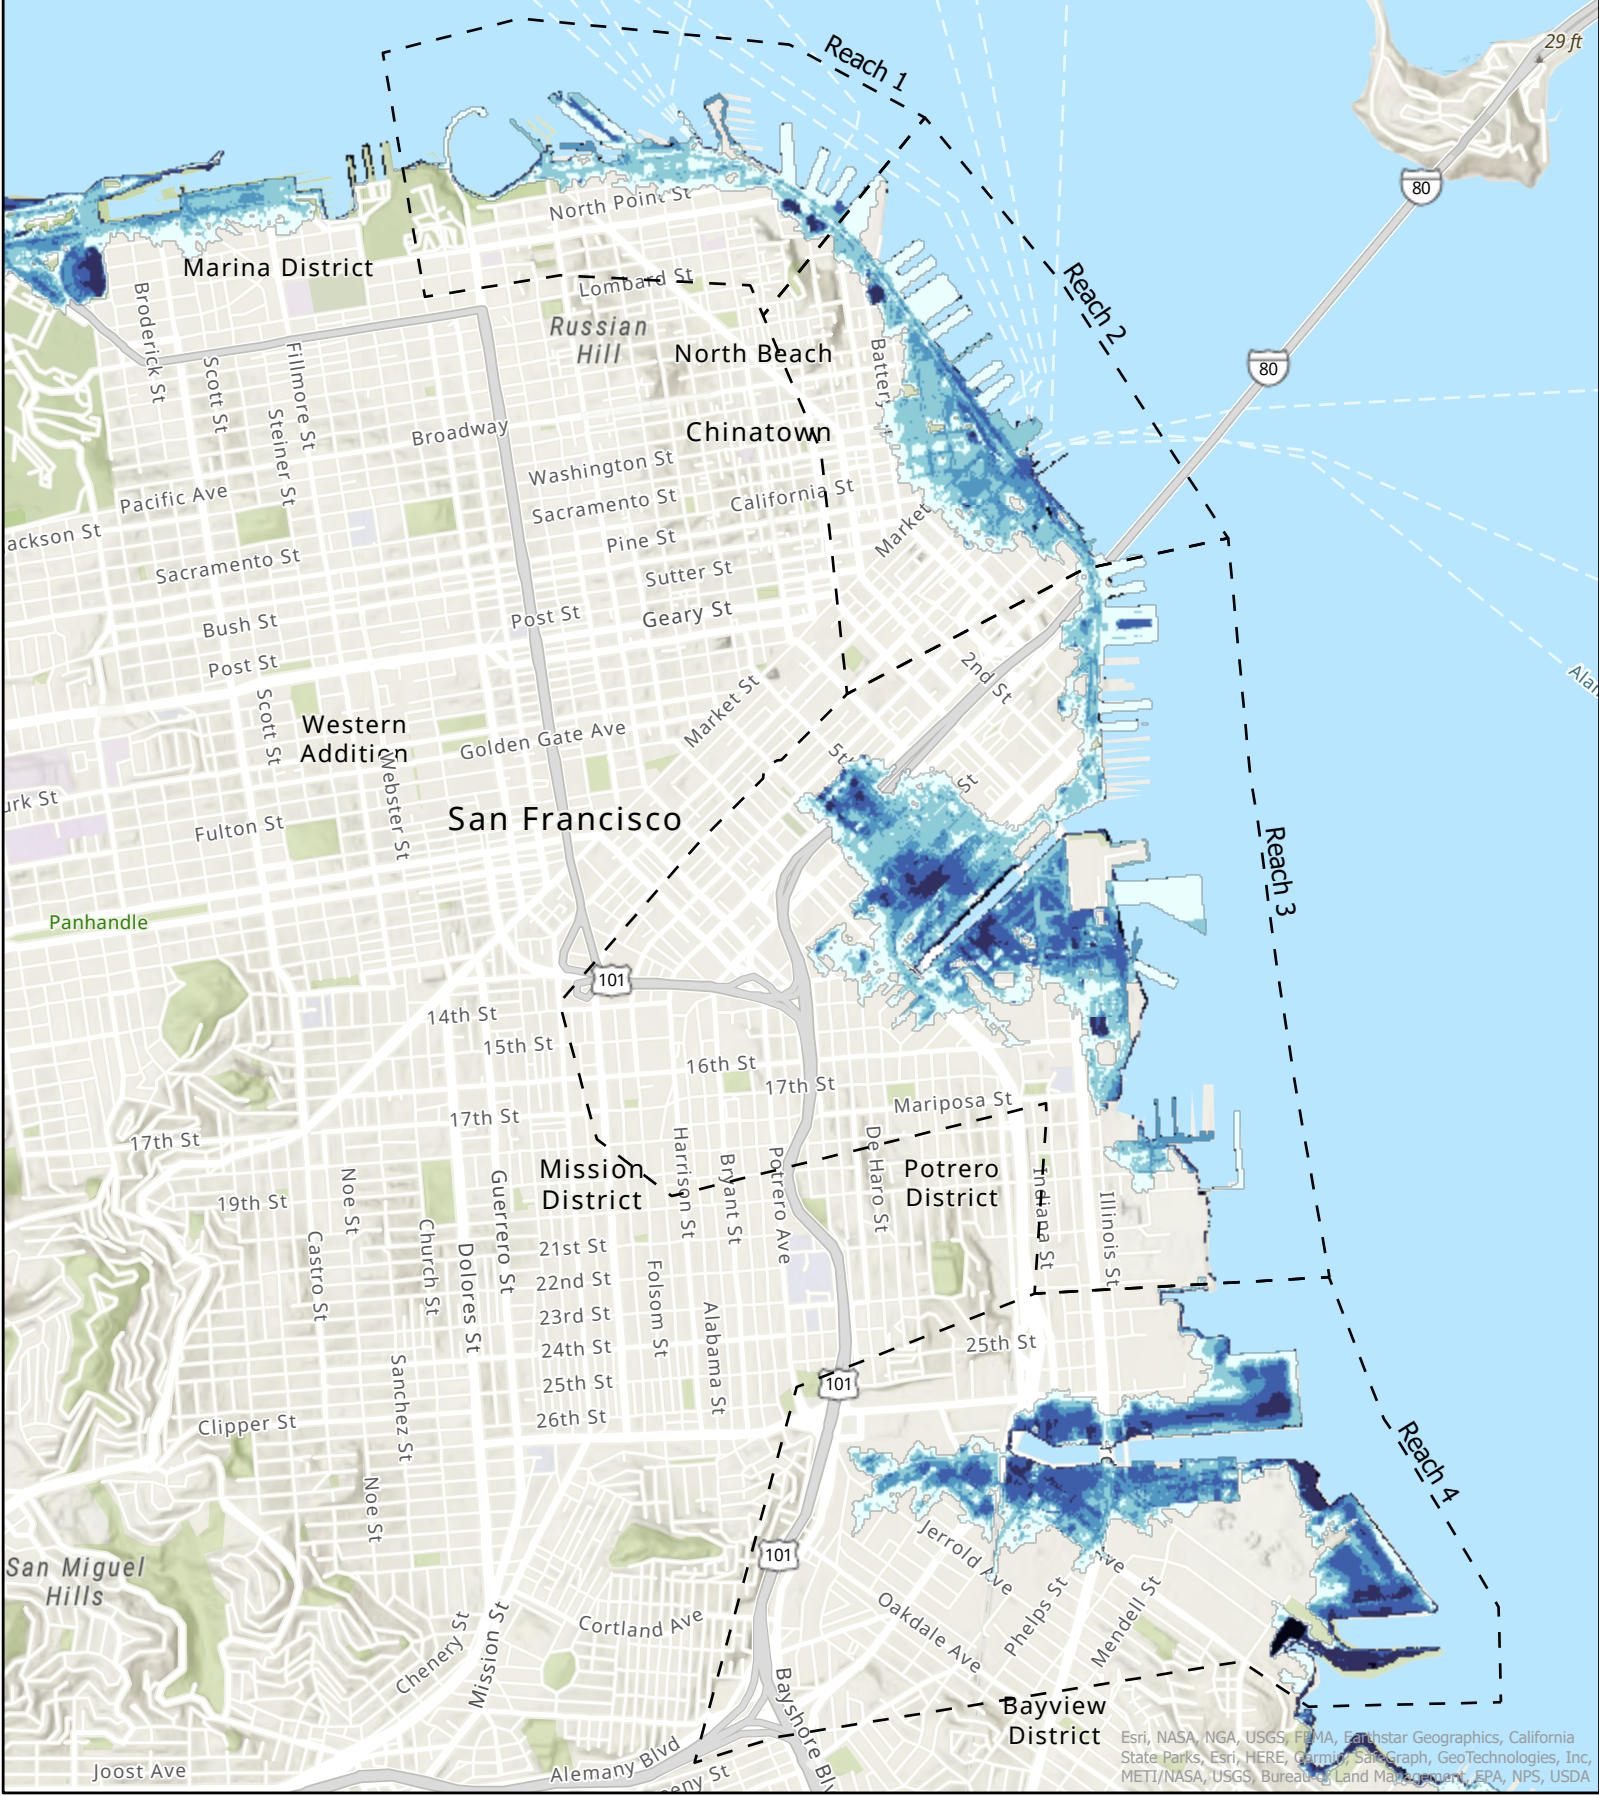 29 ft
Reach 1
80
North Point St
Marina District
Lombard St
Reach 2
Broderick St
Russian
Hill
North Beach
Scott St
Fillmore St
Battery
80
Steiner St
Broadway
Chinatown
Washington St
Pacific Ave
Sacramento St
California St
ackson St
Market
Pine St
Sacramento St
Sutter St
Geary St
Post St
Bush St
Post St
2nd St
Alam
Scott St
Market St
Western
Addition
Golden Gate Ave
5th
Webster St
St
urk St
Fulton St
San Francisco
Reach 3
Panhandle
101
14th St
15th St
16th St
17th St
Mariposa St
17th St
17th St
Mission
District
Harrison St
Bryant St
Potrero Ave
De Haro St
Potrero
District
Indiana St
Illinois St
19th St
Noe St
Guerrero St
Church St
Castro St
Dolores St
21st St
22nd St
23rd St
24th St
25th St
26th St
Folsom St
Alabama St
25th St
101
Sanchez St
Clipper St
Reach 4
Noe St
Jerrold Ave
Ave
101
San Miguel
Hills
Oakdale Ave
Phelps St
Mendell St
Cortland Ave
Chenery St
Mission St
Bayshore Blv
Bayview
District
Joost Ave
Alemany Blvd
eny St
Esri, NASA, NGA, USGS, FEMA, Earthstar Geographics, California
State Parks, Esri, HERE, Garmin, SafeGraph, GeoTechnologies, Inc,
METI/NASA, USGS, Bureau of Land Management, EPA, NPS, USDA